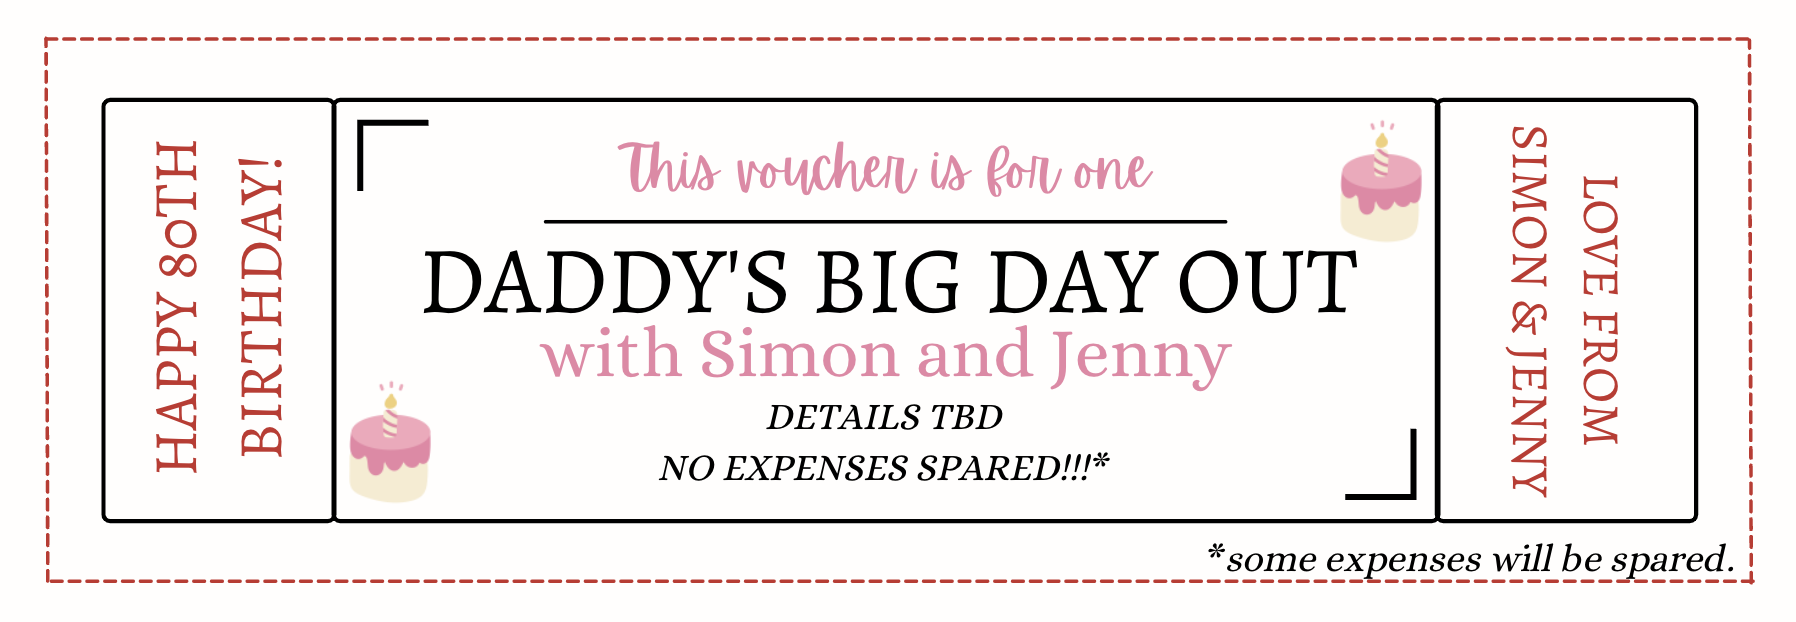 HAPPY 80TH
BIRTHDAY!
This voucher is for one
DADDY'S BIG DAY OUT
with Simon and Jenny
DETAILS TBD
NO EXPENSES SPARED!!!*
LOVE FROM
SIMON & JENNY
*some expenses will be spared.